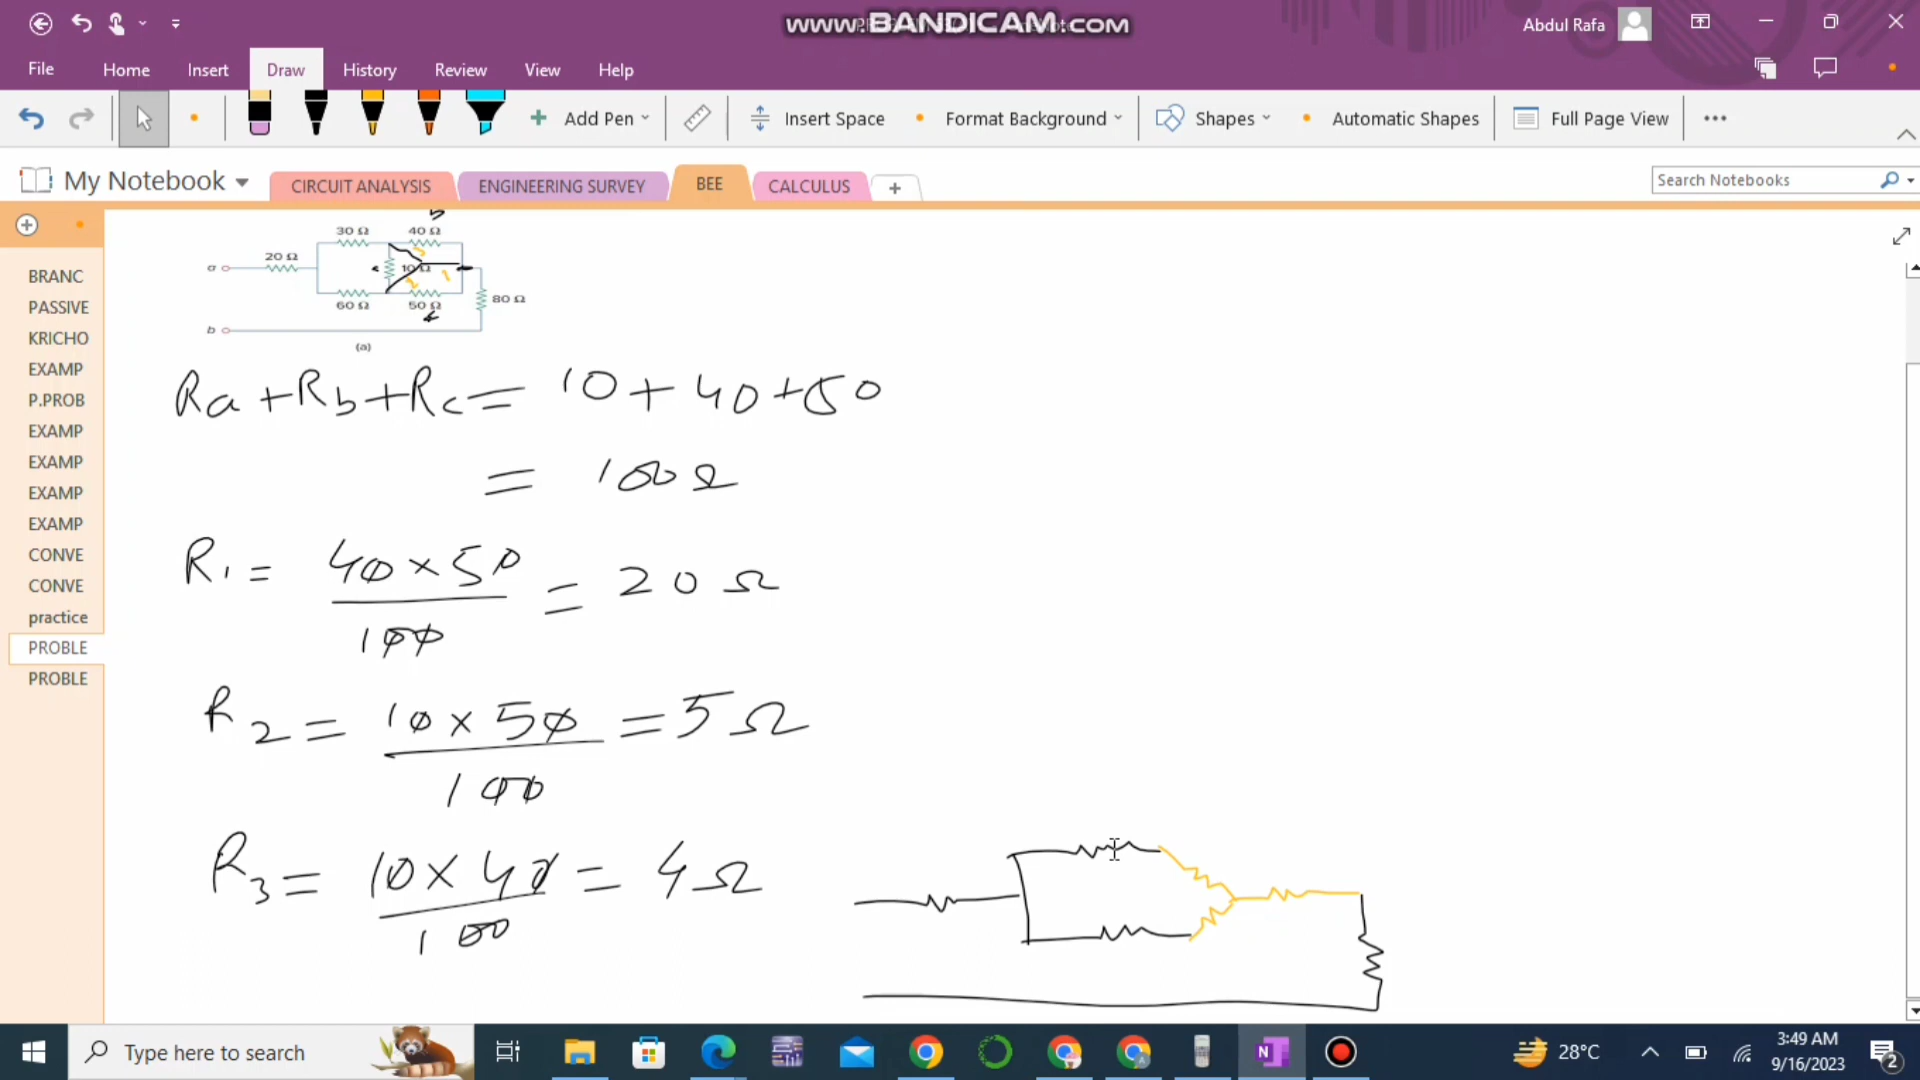 www.BANDICAM.com
Abdul Rafa
File Home Insert Draw History Review View Help
Add Pen Insert Space Format Background Shapes Automatic Shapes Full Page View
My Notebook CIRCUIT ANALYSIS ENGINEERING SURVEY BEE CALCULUS + Search Notebooks
BRANC
PASSIVE
KRICHO
EXAMP
P.PROB
EXAMP
EXAMP
EXAMP
EXAMP
CONVE
CONVE
practice
PROBLE
PROBLE
b
30 Ω 40 Ω
20 Ω
a 10 Ω
60 Ω 50 Ω 80 Ω
b
(a)
Ra + Rb + Rc = 10 + 40 + 50
= 100 Ω
R1 = 40 × 50 / 100 = 20 Ω
R2 = 10 × 50 / 100 = 5 Ω
R3 = 10 × 40 / 100 = 4 Ω
Type here to search
28°C
3:49 AM
9/16/2023
2